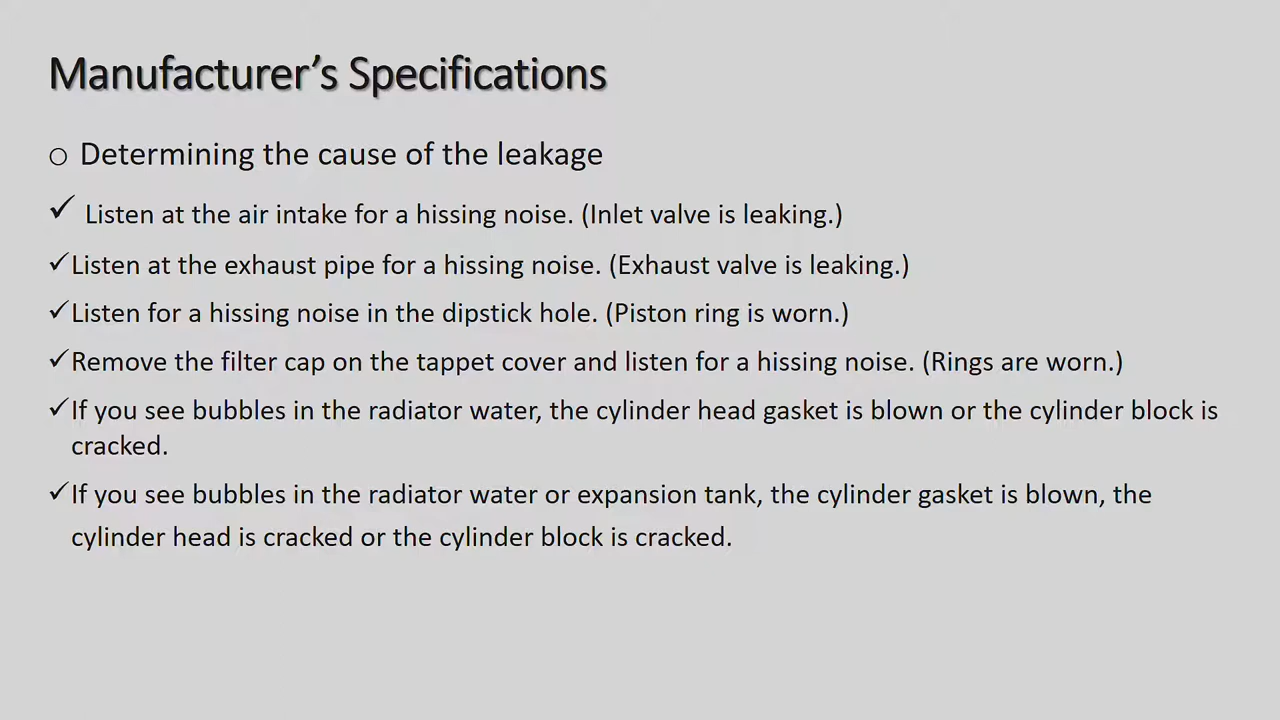 Manufacturer’s Specifications
○ Determining the cause of the leakage
✓ Listen at the air intake for a hissing noise. (Inlet valve is leaking.)
✓Listen at the exhaust pipe for a hissing noise. (Exhaust valve is leaking.)
✓Listen for a hissing noise in the dipstick hole. (Piston ring is worn.)
✓Remove the filter cap on the tappet cover and listen for a hissing noise. (Rings are worn.)
✓If you see bubbles in the radiator water, the cylinder head gasket is blown or the cylinder block is
cracked.
✓If you see bubbles in the radiator water or expansion tank, the cylinder gasket is blown, the
cylinder head is cracked or the cylinder block is cracked.